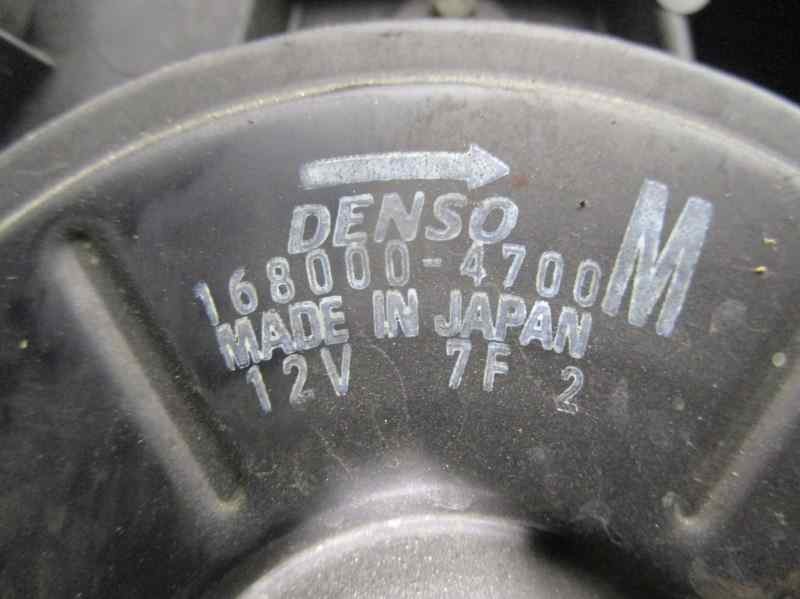 DENSO
168000-4700 M
MADE IN JAPAN
12V 7F 2